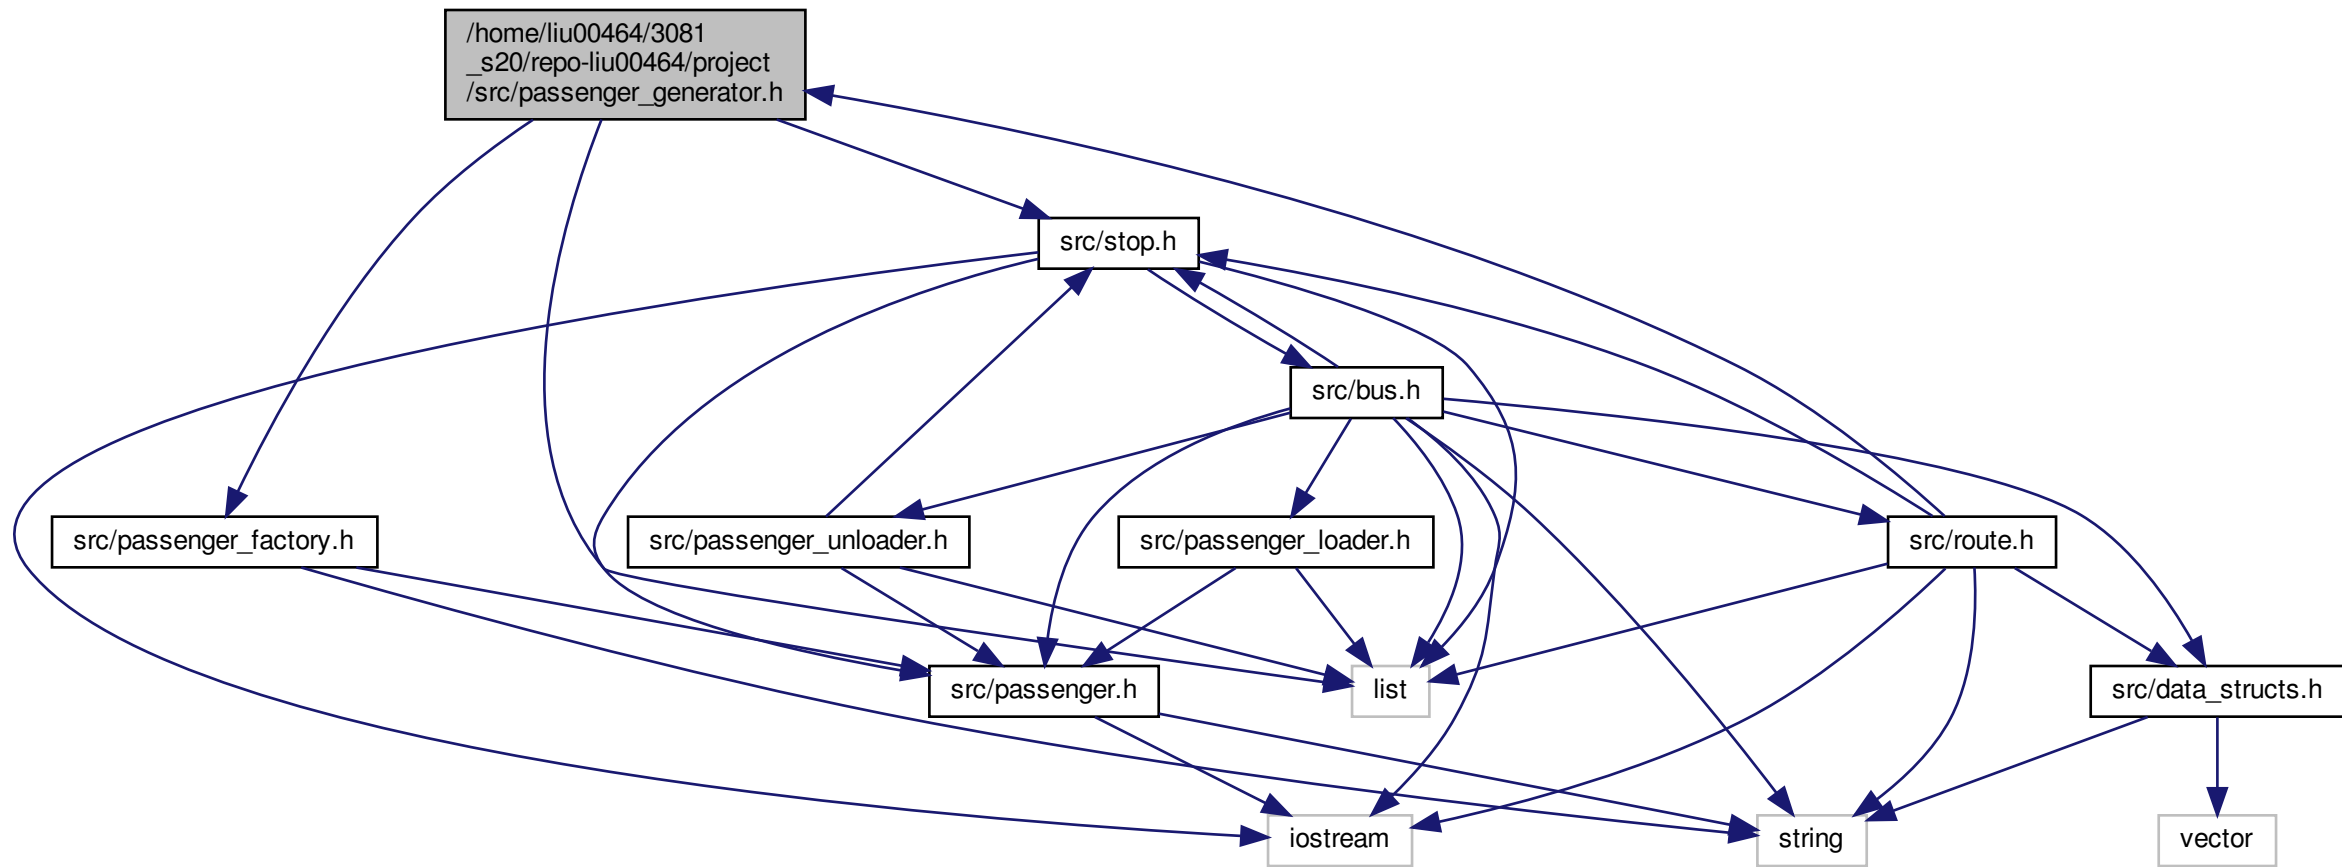 /home/liu00464/3081
_s20/repo-liu00464/project
/src/passenger_generator.h
src/stop.h
src/bus.h
src/passenger_factory.h
src/passenger_unloader.h
src/passenger_loader.h
src/route.h
src/passenger.h
list
src/data_structs.h
iostream
string
vector